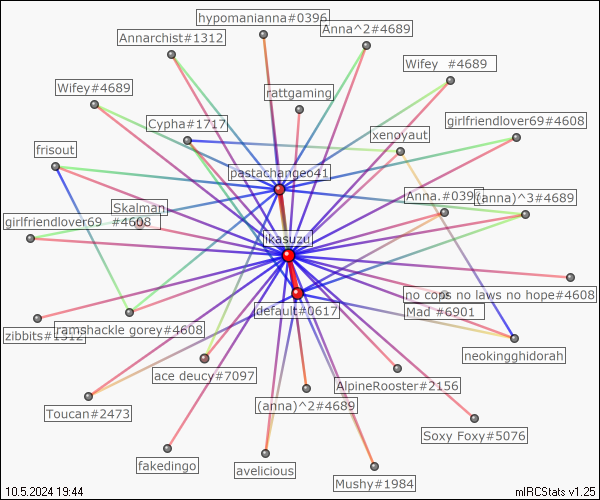 hypomanianna#0396
Anna^2#4689
Annarchist#1312
Wifey  #4689
Wifey#4689
rattgaming
Cypha#1717
girlfriendlover69#4608
xenoyaut
frisout
pastachange041
Anna.#039
(anna)^3#4689
Skalman
girlfriendlover69  #4608
ikasuzu
no cops no laws no hope#4608
Mad #6901
default#0617
zibbits#1312
ramshackle gorey#4608
neokingghidorah
ace deucy#7097
AlpineRooster#2156
(anna)^2#4689
Toucan#2473
Soxy Foxy#5076
fakedingo
avelicious
Mushy#1984
10.5.2024 19:44
mIRCStats v1.25